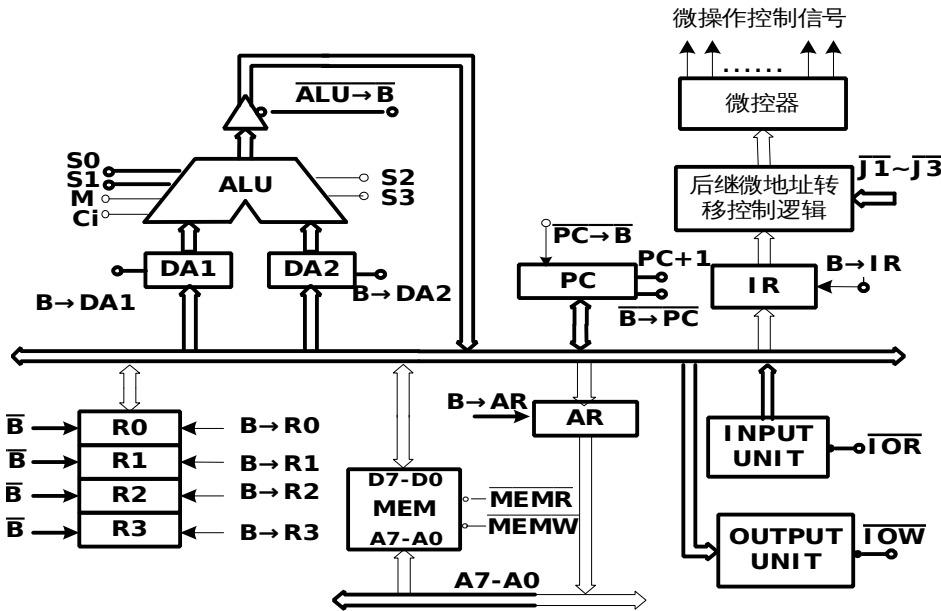 微操作控制信号
......
微控器
ALU→B
S0
S1
M
Ci
ALU
S2
S3
后继微地址转
移控制逻辑
J1~J3
DA1
DA2
B→DA1
B→DA2
PC→B
PC
PC+1
B→PC
IR
B→IR
B
R0
B→R0
B
R1
B→R1
B
R2
B→R2
B
R3
B→R3
D7-D0
MEM
A7-A0
MEMR
MEMW
B→AR
AR
A7-A0
INPUT
UNIT
IOR
OUTPUT
UNIT
IOW